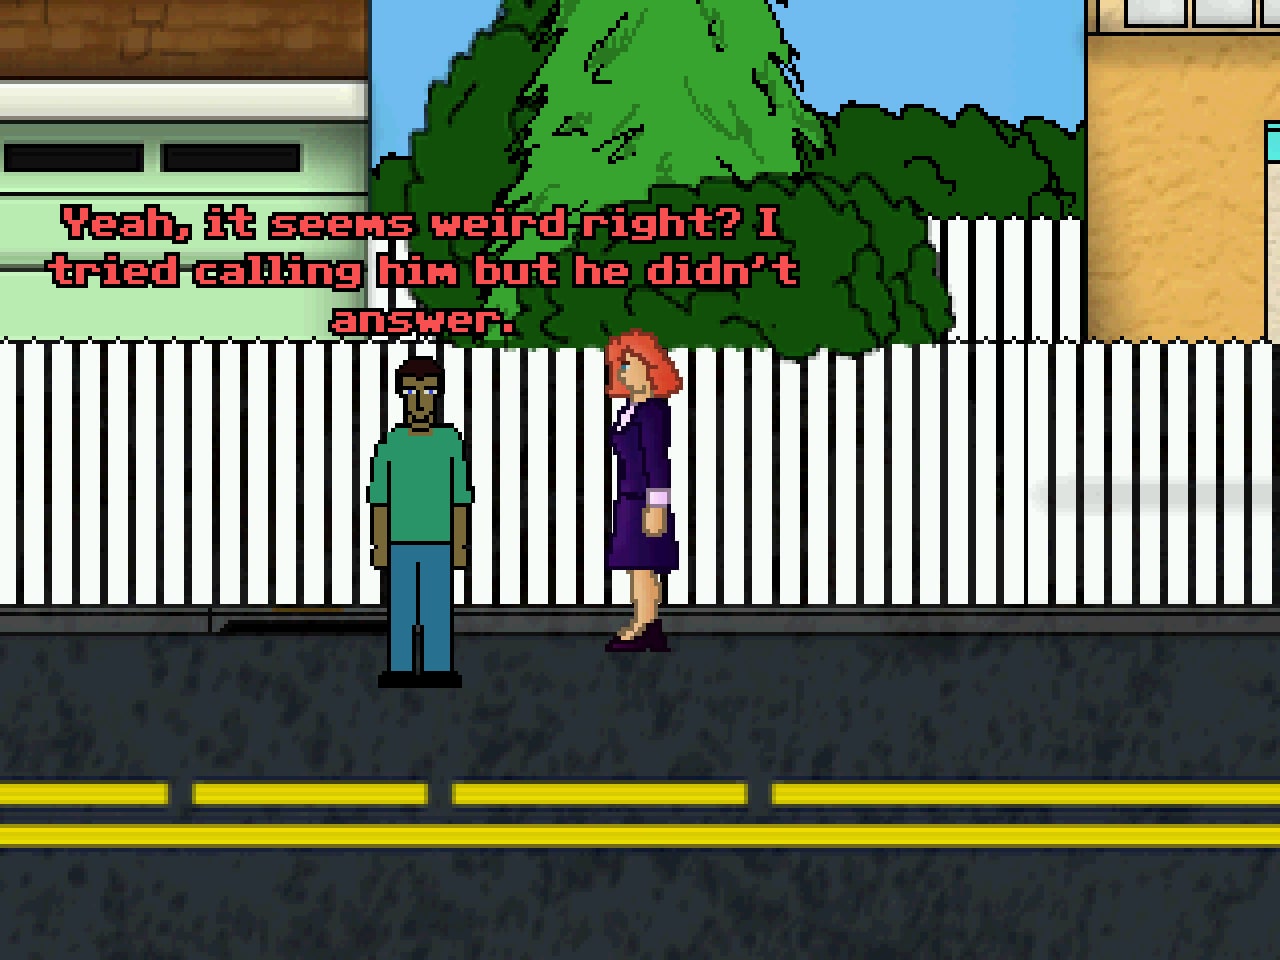 Yeah, it seems weird right? I
tried calling him but he didn't
answer.